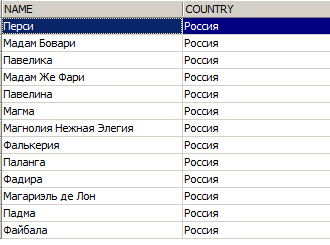 NAME COUNTRY
Перси Россия
Мадам Бовари Россия
Павелика Россия
Мадам Же Фари Россия
Павелина Россия
Магма Россия
Магнолия Нежная Элегия Россия
Фалькерия Россия
Паланга Россия
Фадира Россия
Магариэль де Лон Россия
Падма Россия
Файбала Россия